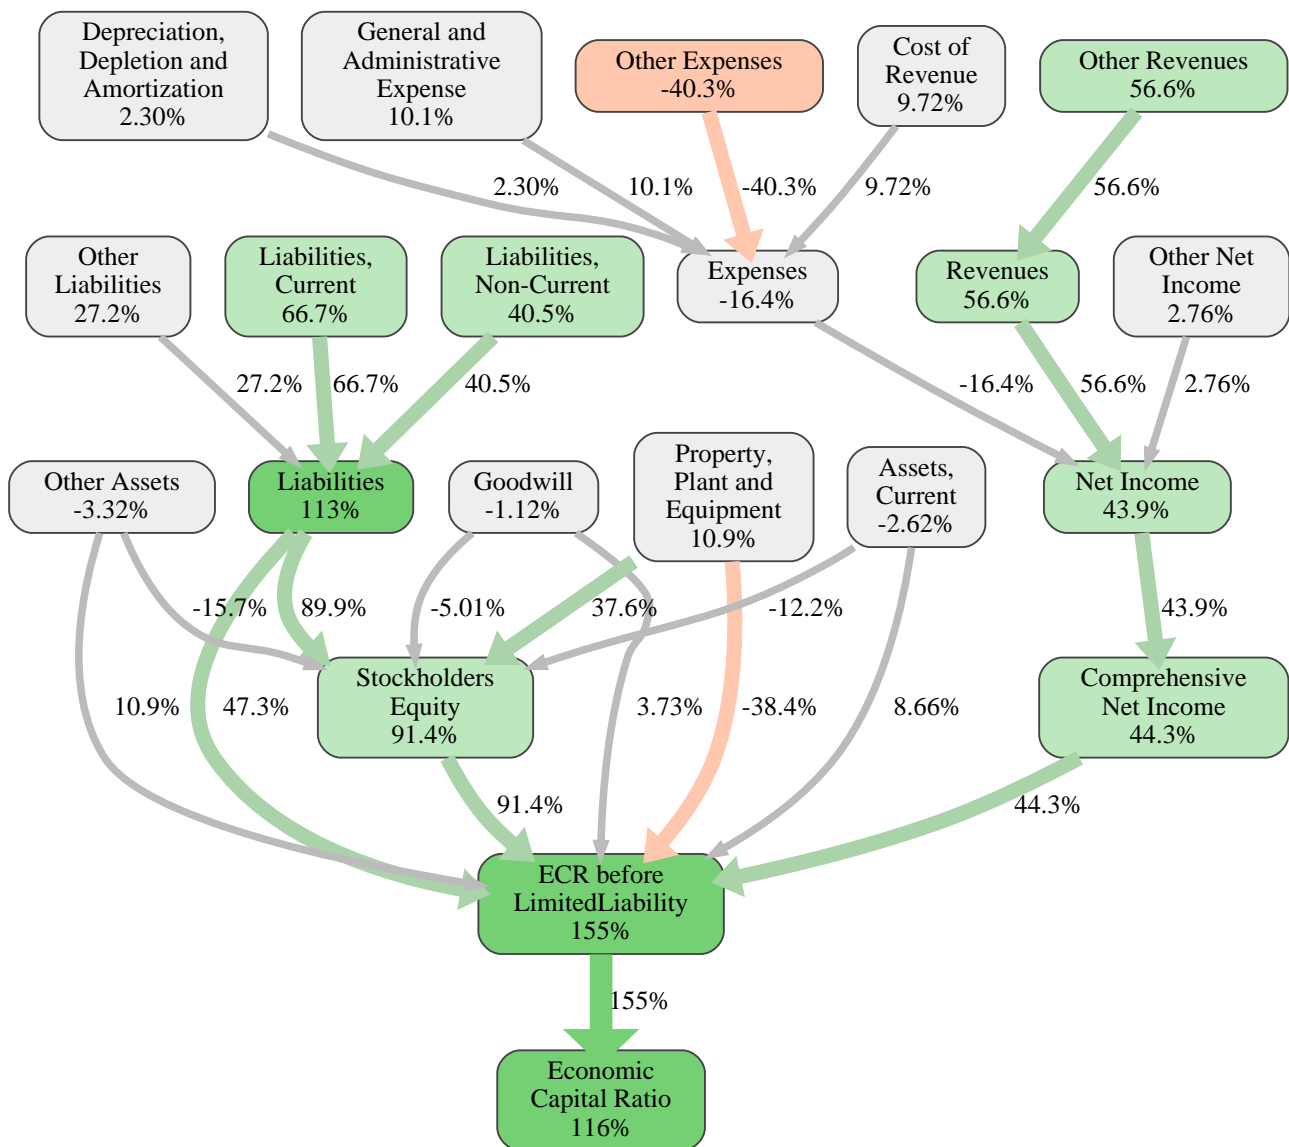 Depreciation,
Depletion and
Amortization
2.30%
General and
Administrative
Expense
10.1%
Other Expenses
-40.3%
Cost of
Revenue
9.72%
Other Revenues
56.6%
2.30%
10.1%
-40.3%
9.72%
56.6%
Other
Liabilities
27.2%
Liabilities,
Current
66.7%
Liabilities,
Non-Current
40.5%
Expenses
-16.4%
Revenues
56.6%
Other Net
Income
2.76%
27.2%
66.7%
40.5%
-16.4%
56.6%
2.76%
Other Assets
-3.32%
Liabilities
113%
Goodwill
-1.12%
Property,
Plant and
Equipment
10.9%
Assets,
Current
-2.62%
Net Income
43.9%
-15.7%
89.9%
-5.01%
37.6%
-12.2%
43.9%
Stockholders
Equity
91.4%
Comprehensive
Net Income
44.3%
10.9%
47.3%
3.73%
-38.4%
8.66%
91.4%
44.3%
ECR before
LimitedLiability
155%
155%
Economic
Capital Ratio
116%